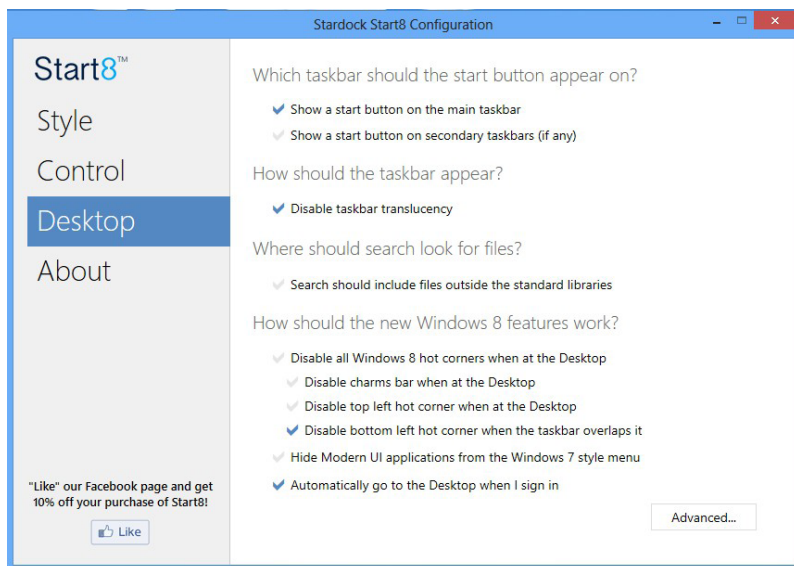 Stardock Start8 Configuration
Start8™
Style
Control
Desktop
About
"Like" our Facebook page and get
10% off your purchase of Start8!
Like
Which taskbar should the start button appear on?
Show a start button on the main taskbar
Show a start button on secondary taskbars (if any)
How should the taskbar appear?
Disable taskbar translucency
Where should search look for files?
Search should include files outside the standard libraries
How should the new Windows 8 features work?
Disable all Windows 8 hot corners when at the Desktop
Disable charms bar when at the Desktop
Disable top left hot corner when at the Desktop
Disable bottom left hot corner when the taskbar overlaps it
Hide Modern UI applications from the Windows 7 style menu
Automatically go to the Desktop when I sign in
Advanced...